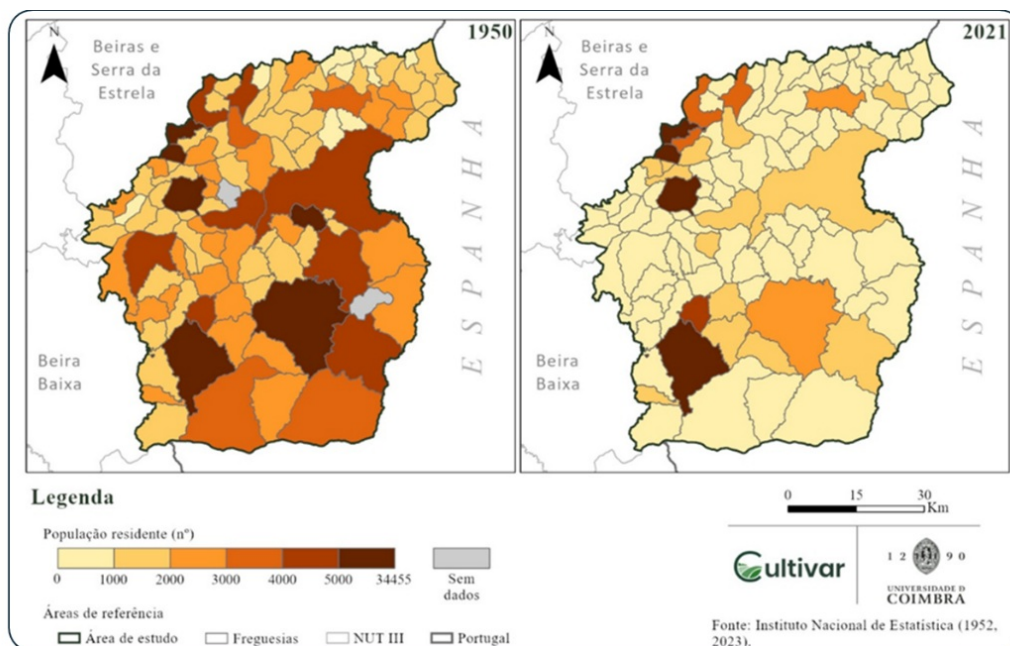 1950
N
Beiras e
Serra da
Estrela
ESPANHA
Beira
Baixa
2021
N
Beiras e
Serra da
Estrela
ESPANHA
Beira
Baixa
Legenda
População residente (nº)
0 1000 2000 3000 4000 5000 34455
Sem
dados
Áreas de referência
Área de estudo Freguesias NUT III Portugal
0 15 30
Km
Cultivar
12 90
UNIVERSIDADE D
COIMBRA
Fonte: Instituto Nacional de Estatística (1952,
2023).